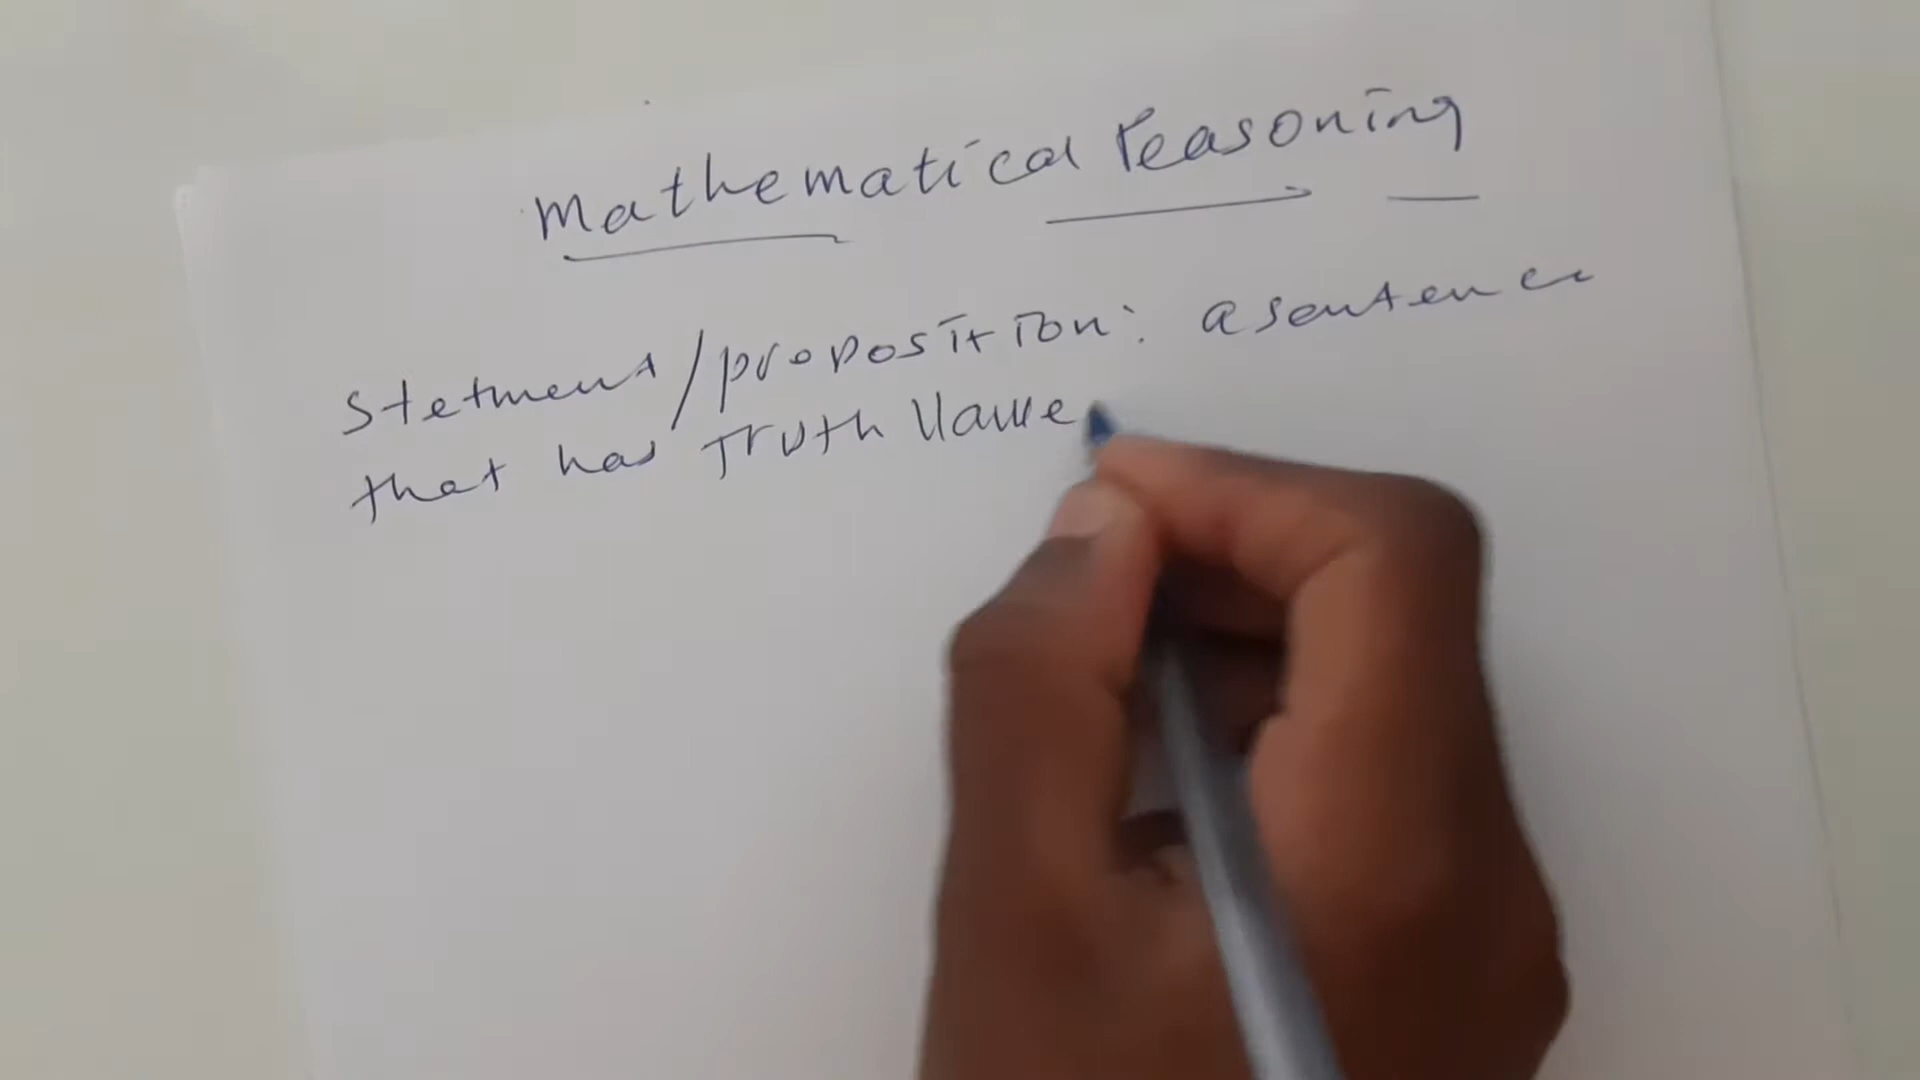 Mathematical reasoning
Stetment/proposition: a sentence
that has Truth Value